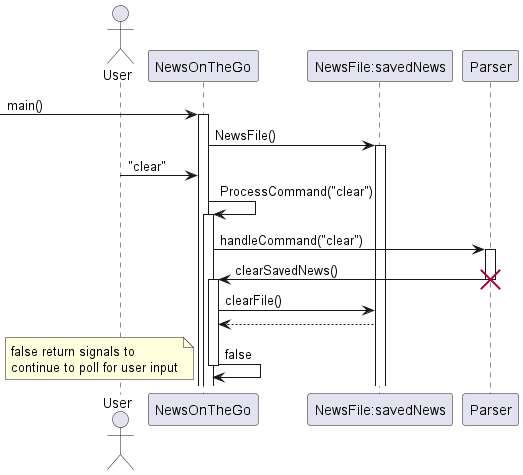 User
NewsOnTheGo
NewsFile:savedNews
Parser
main()
NewsFile()
"clear"
ProcessCommand("clear")
handleCommand("clear")
clearSavedNews()
clearFile()
false return signals to
continue to poll for user input
false
User
NewsOnTheGo
NewsFile:savedNews
Parser